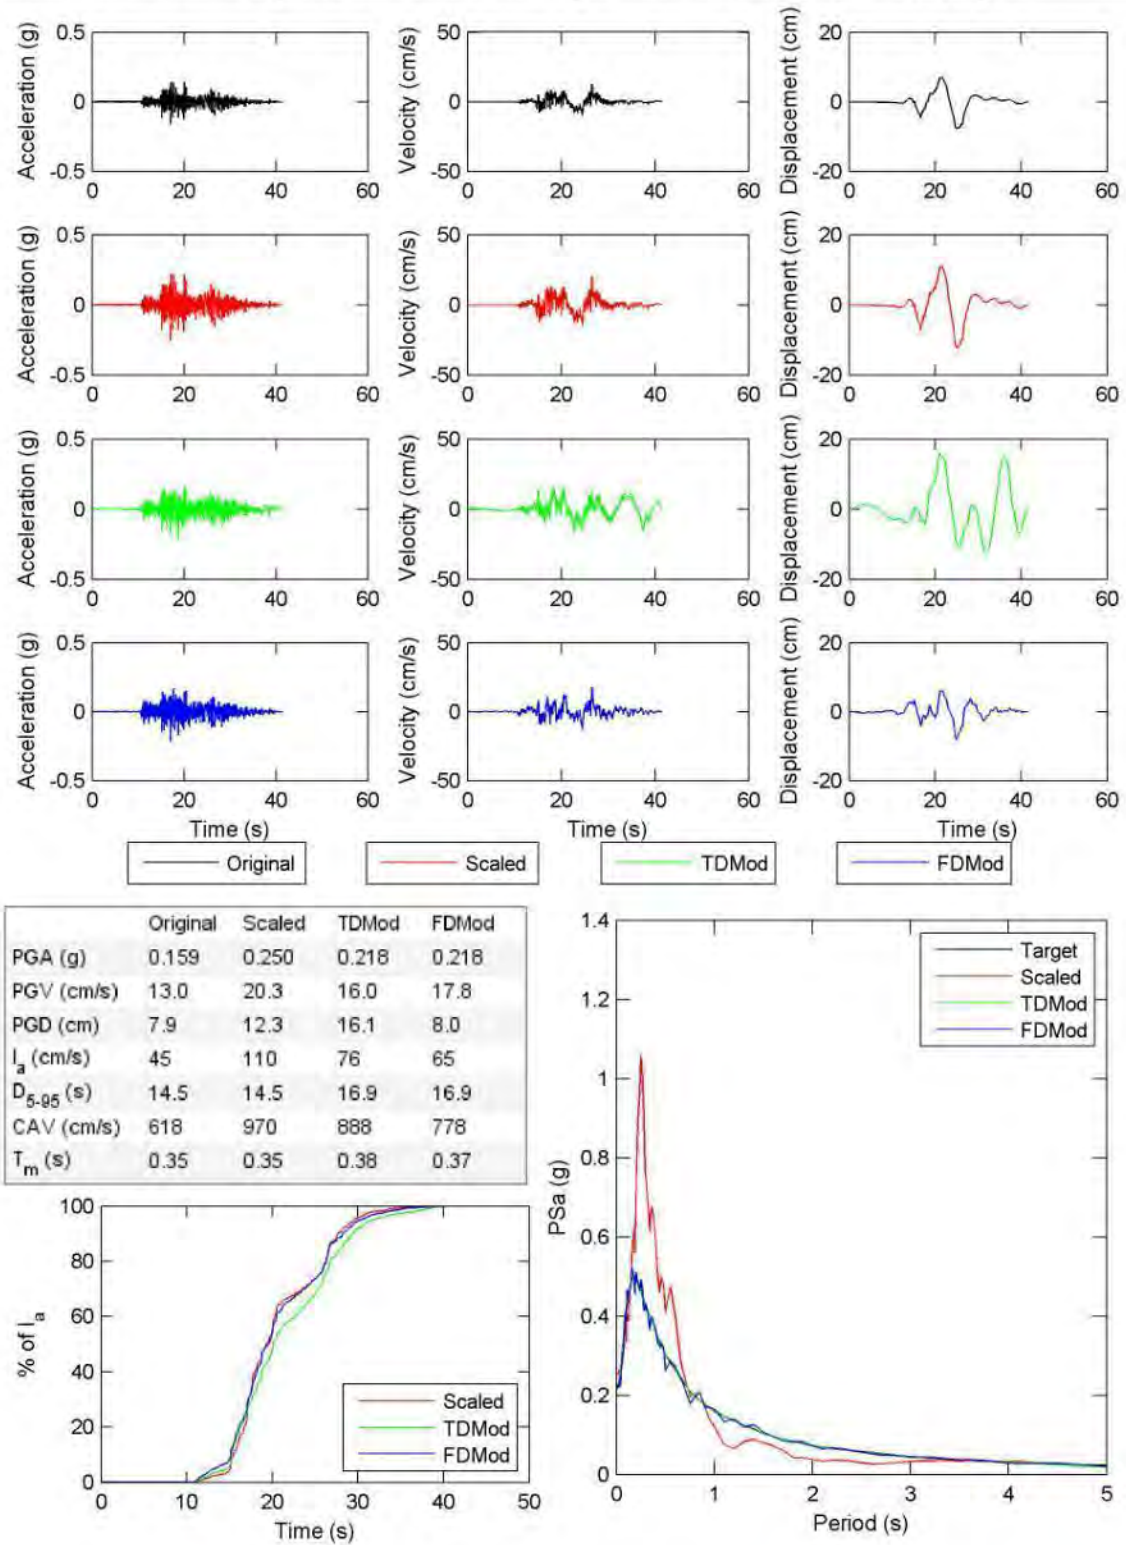 Acceleration (g)
0.5
0
-0.5
0 20 40 60
Velocity (cm/s)
50
0
-50
0 20 40 60
Displacement (cm)
20
0
-20
0 20 40 60
Acceleration (g)
0.5
0
-0.5
0 20 40 60
Velocity (cm/s)
50
0
-50
0 20 40 60
Displacement (cm)
20
0
-20
0 20 40 60
Acceleration (g)
0.5
0
-0.5
0 20 40 60
Velocity (cm/s)
50
0
-50
0 20 40 60
Displacement (cm)
20
0
-20
0 20 40 60
Acceleration (g)
0.5
0
-0.5
0 20 40 60
Time (s)
Velocity (cm/s)
50
0
-50
0 20 40 60
Time (s)
Displacement (cm)
20
0
-20
0 20 40 60
Time (s)
Original Scaled TDMod FDMod
Original Scaled TDMod FDMod
PGA (g) 0.159 0.250 0.218 0.218
PGV (cm/s) 13.0 20.3 16.0 17.8
PGD (cm) 7.9 12.3 16.1 8.0
I_a (cm/s) 45 110 76 65
D_5-95 (s) 14.5 14.5 16.9 16.9
CAV (cm/s) 618 970 888 778
T_m (s) 0.35 0.35 0.38 0.37
% of I_a
100
80
60
40
20
0
0 10 20 30 40 50
Time (s)
Scaled
TDMod
FDMod
PSa (g)
1.4
1.2
1
0.8
0.6
0.4
0.2
0
0 1 2 3 4 5
Period (s)
Target
Scaled
TDMod
FDMod